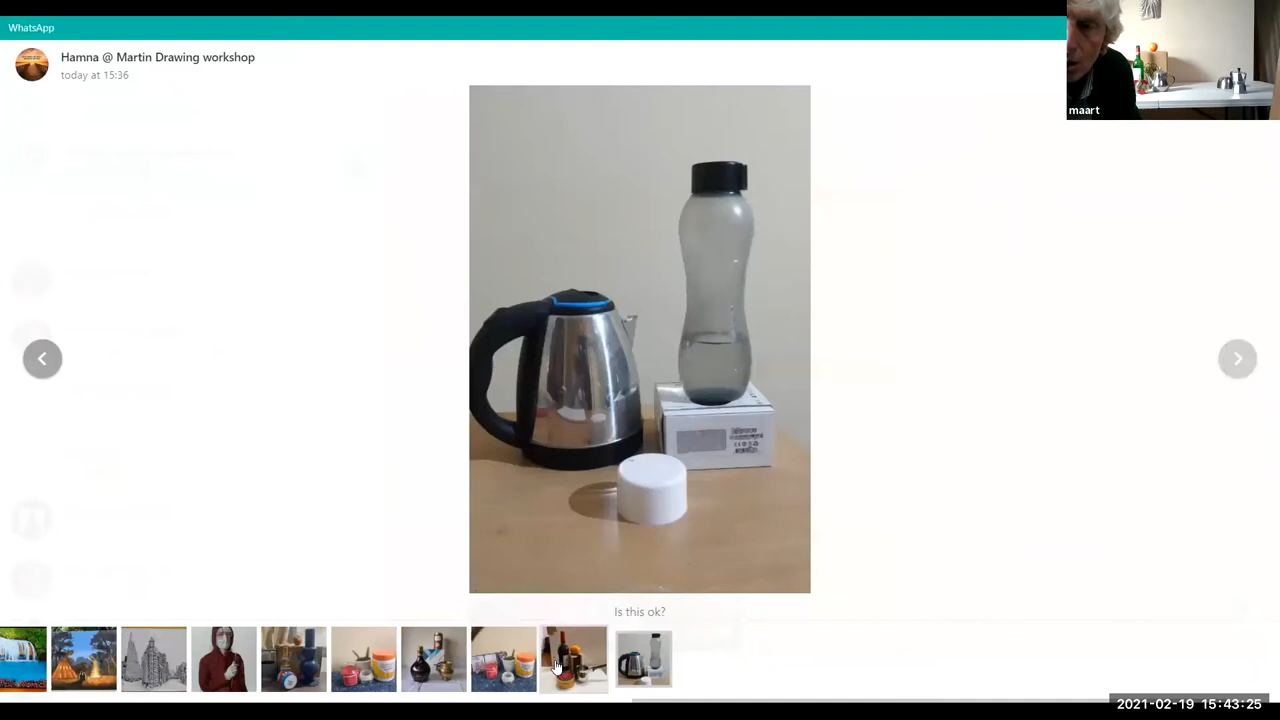 WhatsApp
Hamna @ Martin Drawing workshop
today at 15:36
maart
Is this ok?
2021-02-19 15:43:25